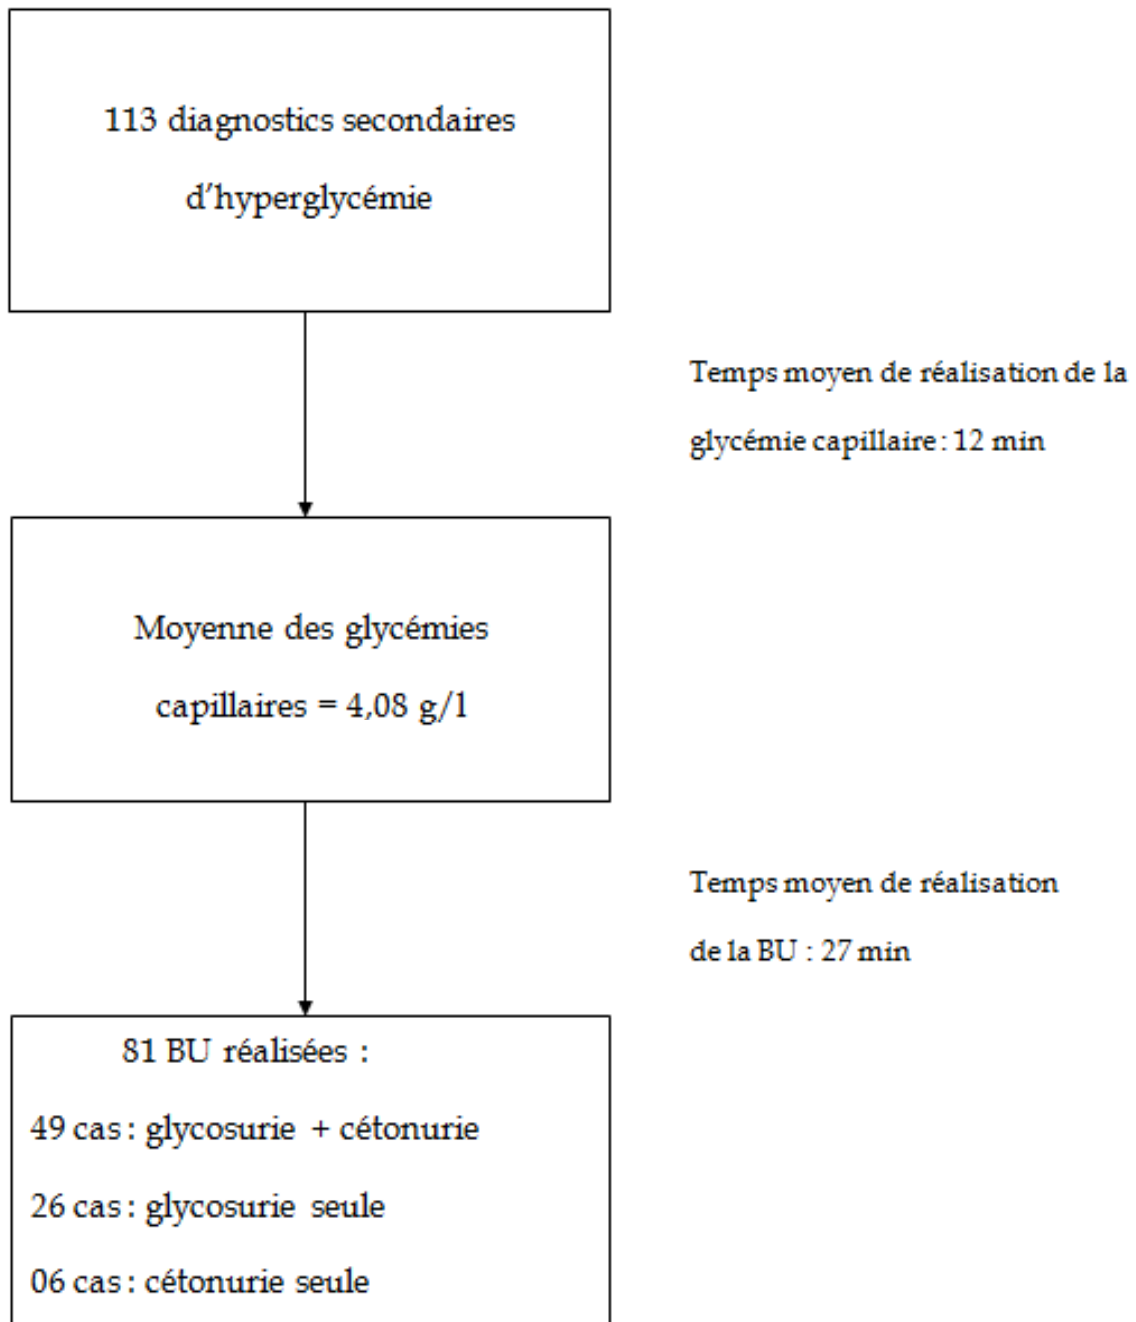 113 diagnostics secondaires
d'hyperglycémie
Temps moyen de réalisation de la
glycémie capillaire : 12 min
Moyenne des glycémies
capillaires = 4,08 g/l
Temps moyen de réalisation
de la BU : 27 min
81 BU réalisées :
49 cas : glycosurie + cétonurie
26 cas : glycosurie seule
06 cas : cétonurie seule